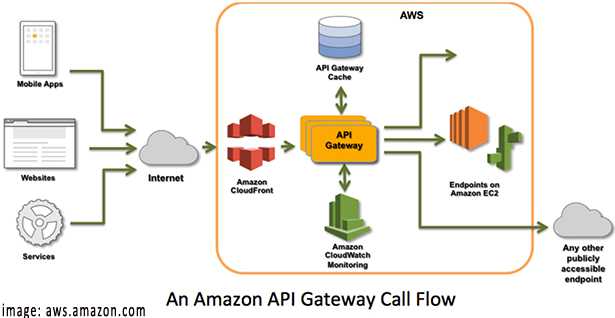 AWS
API Gateway
Cache
Mobile Apps
Websites
Services
Internet
Amazon
CloudFront
API
Gateway
Amazon
CloudWatch
Monitoring
Endpoints on
Amazon EC2
Any other
publicly
accessible
endpoint
An Amazon API Gateway Call Flow
image: aws.amazon.com